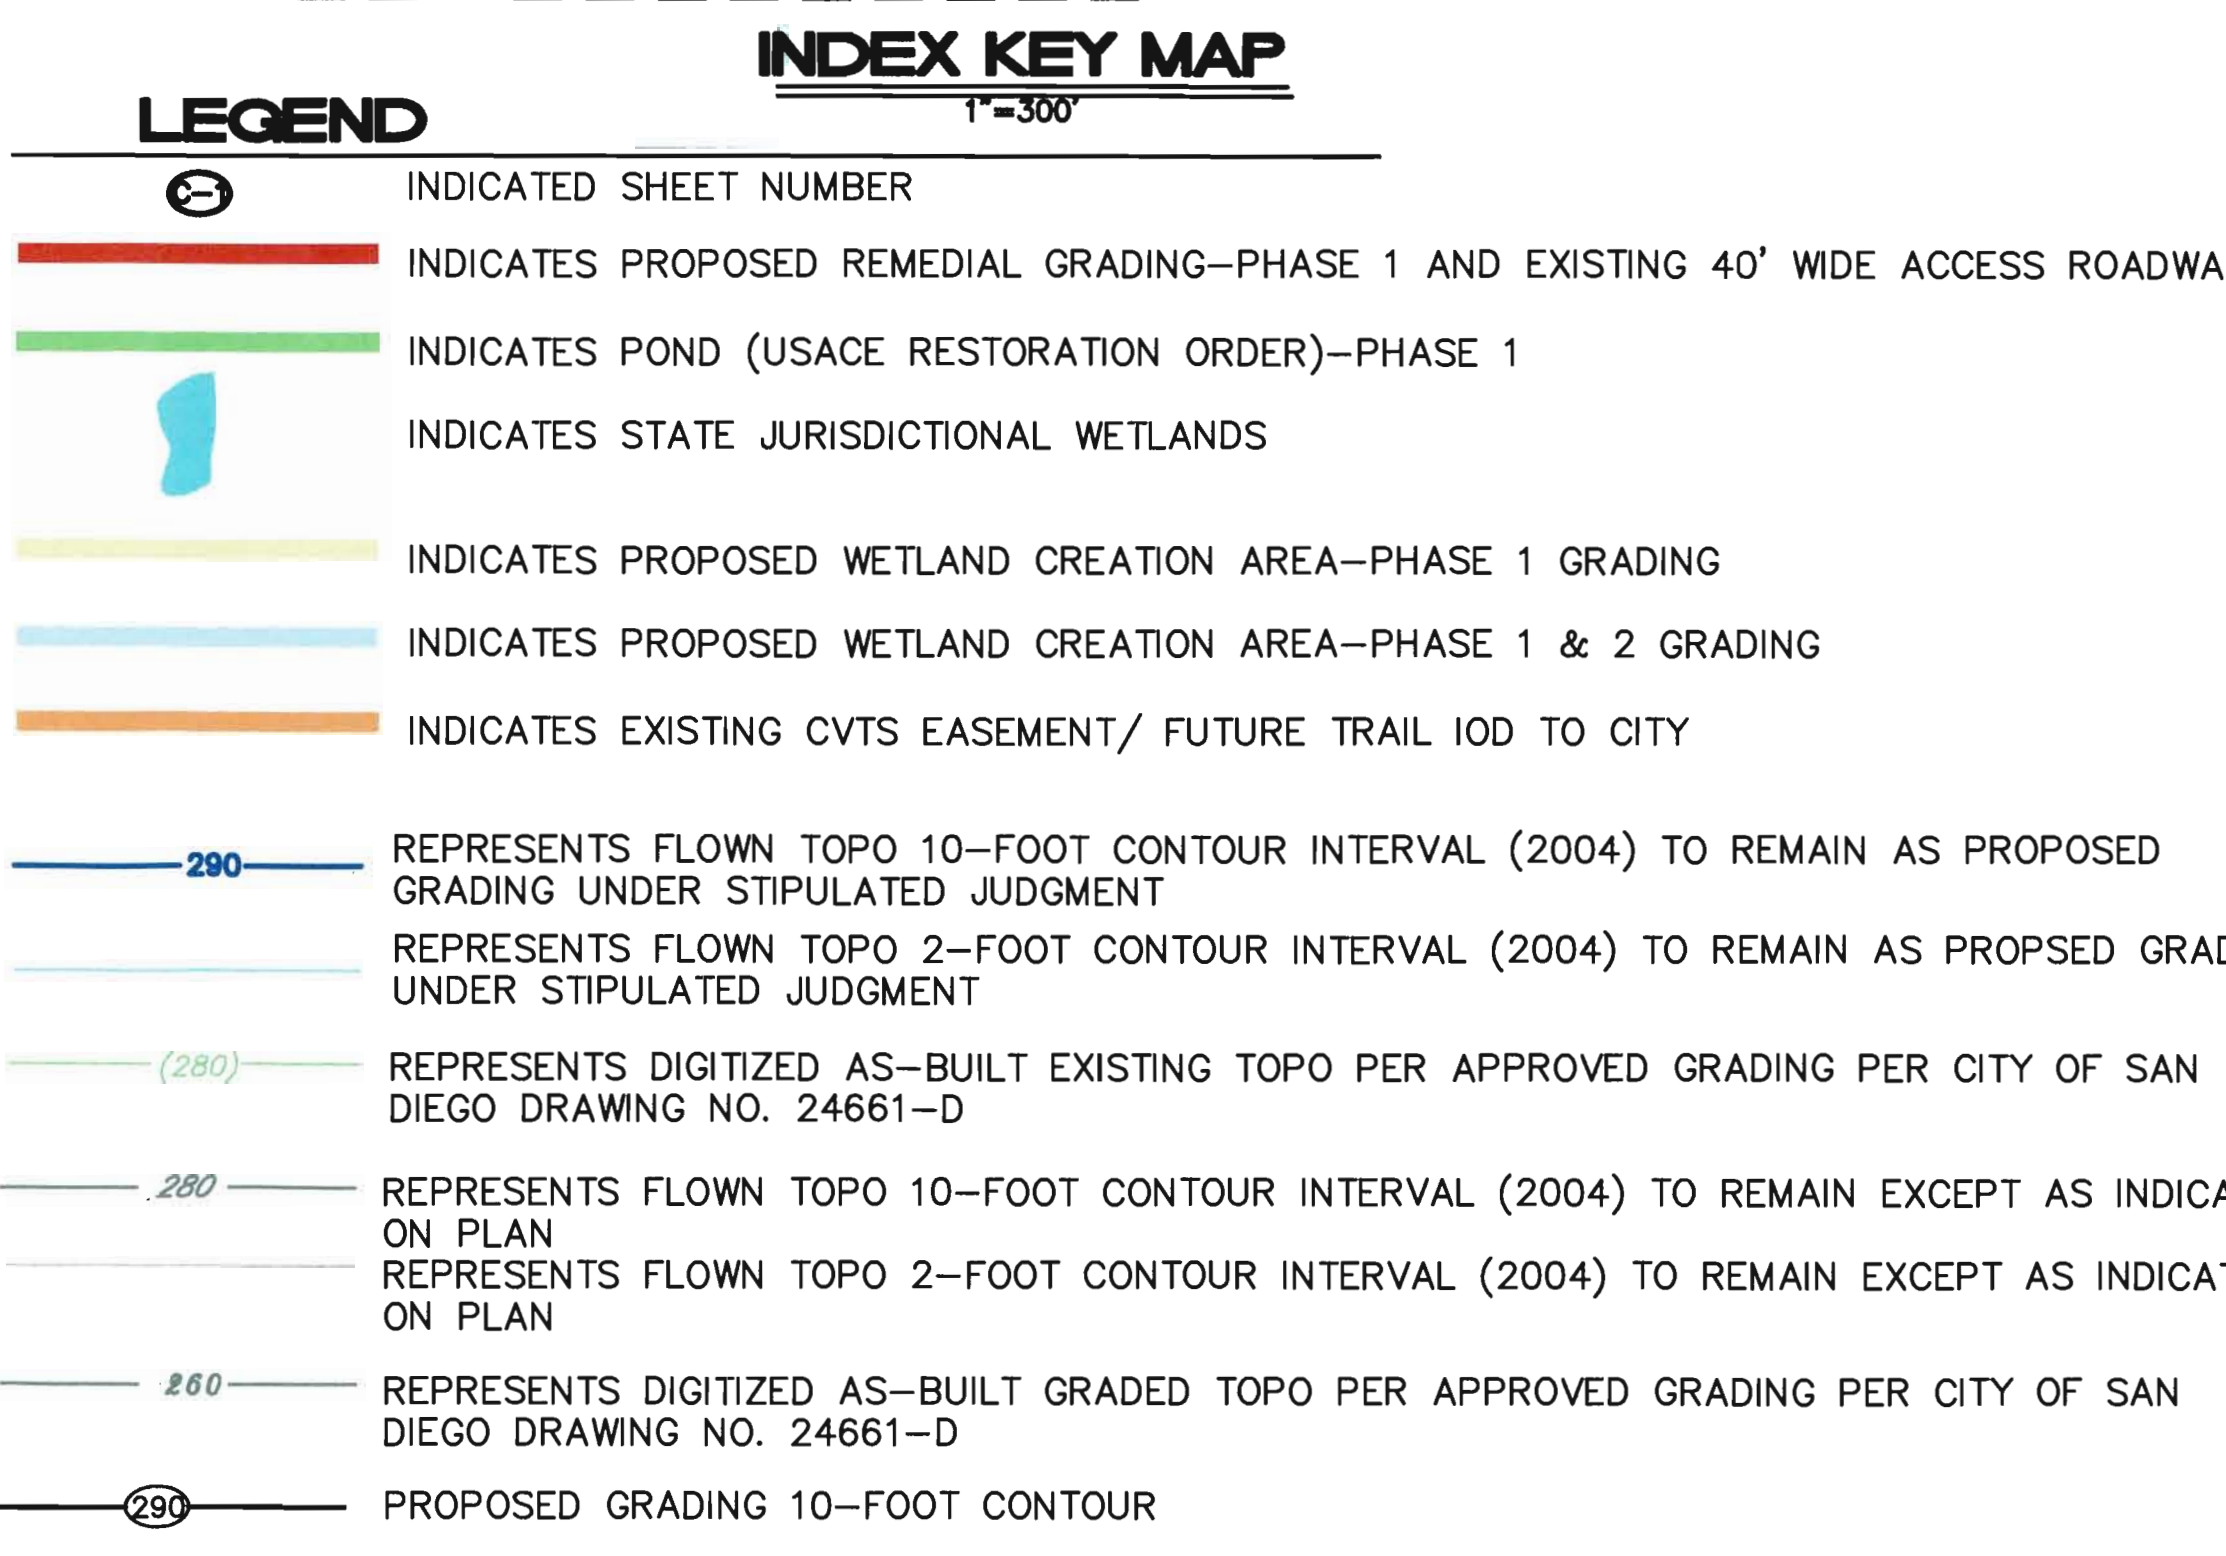 INDEX KEY MAP
1"=300'
LEGEND
C-1 INDICATED SHEET NUMBER
INDICATES PROPOSED REMEDIAL GRADING-PHASE 1 AND EXISTING 40' WIDE ACCESS ROADWA
INDICATES POND (USACE RESTORATION ORDER)-PHASE 1
INDICATES STATE JURISDICTIONAL WETLANDS
INDICATES PROPOSED WETLAND CREATION AREA-PHASE 1 GRADING
INDICATES PROPOSED WETLAND CREATION AREA-PHASE 1 & 2 GRADING
INDICATES EXISTING CVTS EASEMENT/ FUTURE TRAIL IOD TO CITY
290 REPRESENTS FLOWN TOPO 10-FOOT CONTOUR INTERVAL (2004) TO REMAIN AS PROPOSED
GRADING UNDER STIPULATED JUDGMENT
REPRESENTS FLOWN TOPO 2-FOOT CONTOUR INTERVAL (2004) TO REMAIN AS PROPSED GRAD
UNDER STIPULATED JUDGMENT
(280) REPRESENTS DIGITIZED AS-BUILT EXISTING TOPO PER APPROVED GRADING PER CITY OF SAN
DIEGO DRAWING NO. 24661-D
280 REPRESENTS FLOWN TOPO 10-FOOT CONTOUR INTERVAL (2004) TO REMAIN EXCEPT AS INDICA
ON PLAN
REPRESENTS FLOWN TOPO 2-FOOT CONTOUR INTERVAL (2004) TO REMAIN EXCEPT AS INDICAT
ON PLAN
260 REPRESENTS DIGITIZED AS-BUILT GRADED TOPO PER APPROVED GRADING PER CITY OF SAN
DIEGO DRAWING NO. 24661-D
290 PROPOSED GRADING 10-FOOT CONTOUR